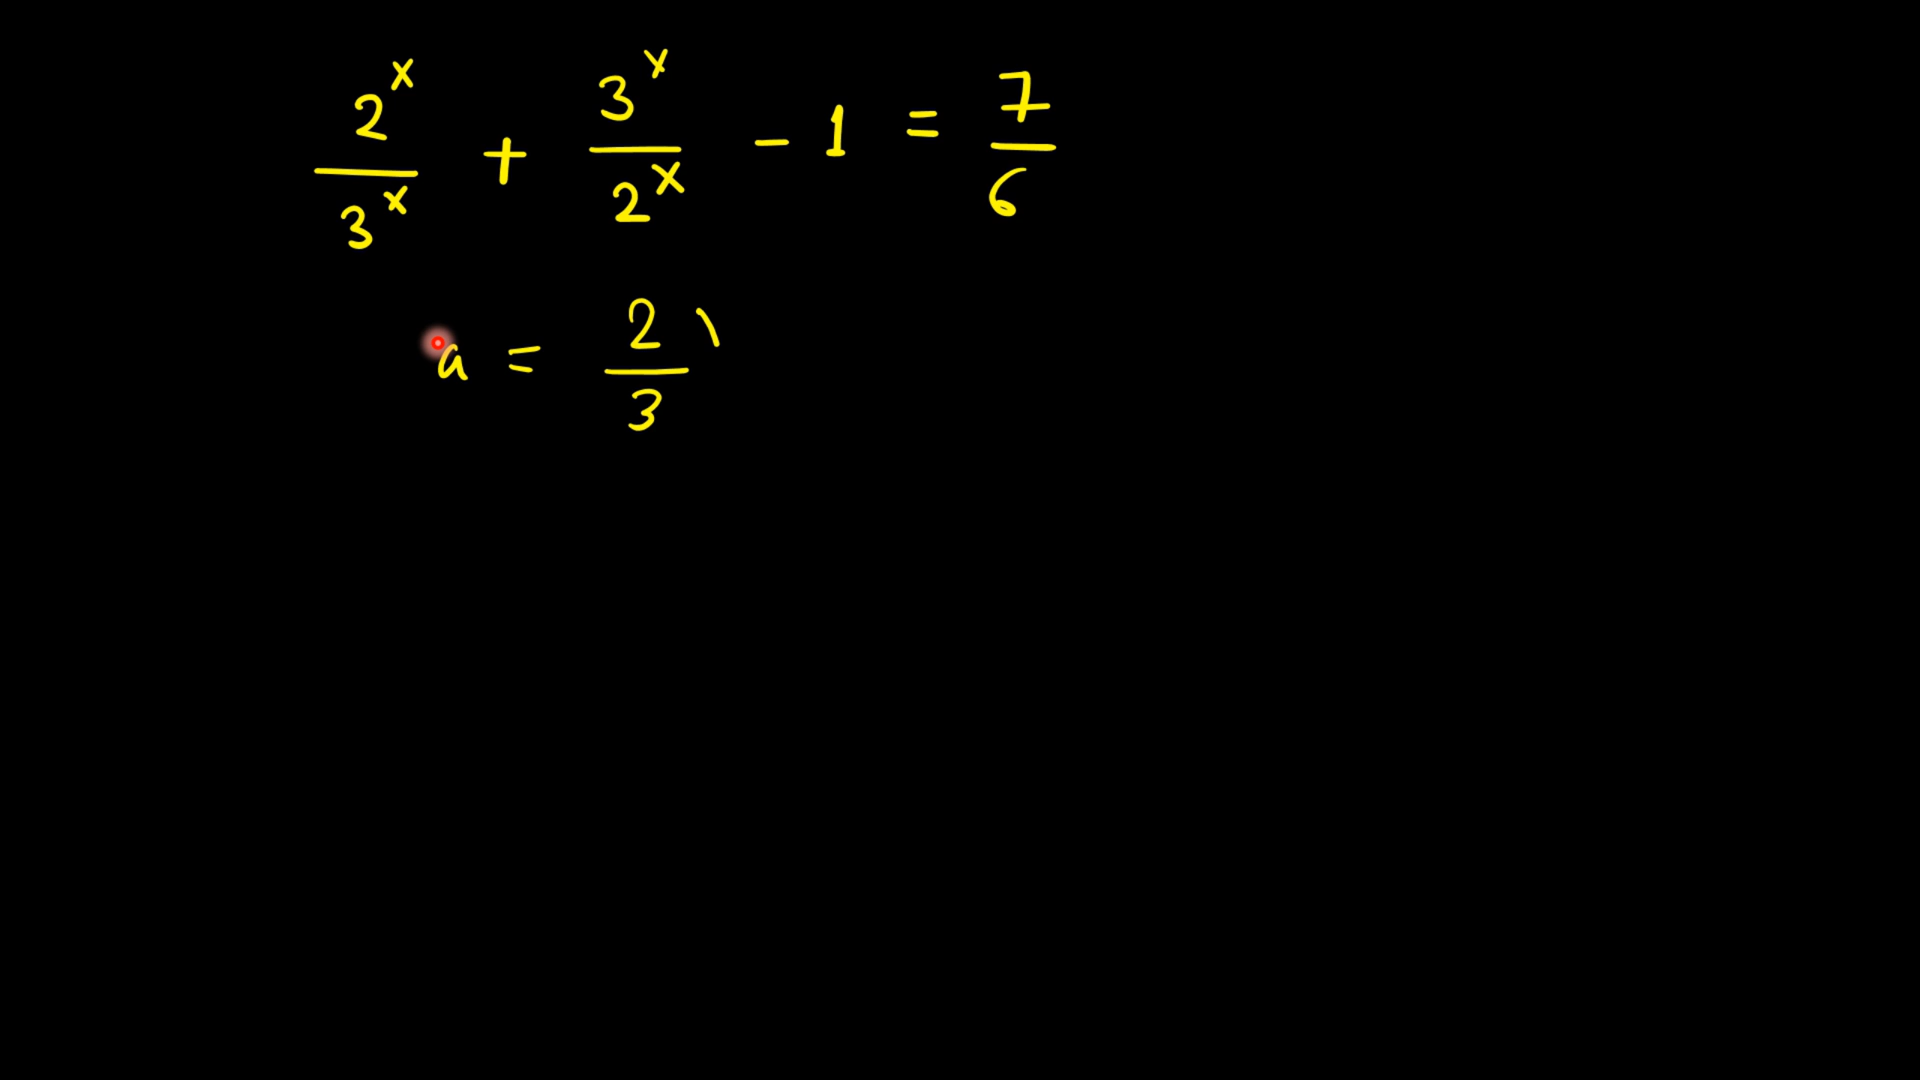 2^x/3^x + 3^x/2^x - 1 = 7/6
a = 2/3 \